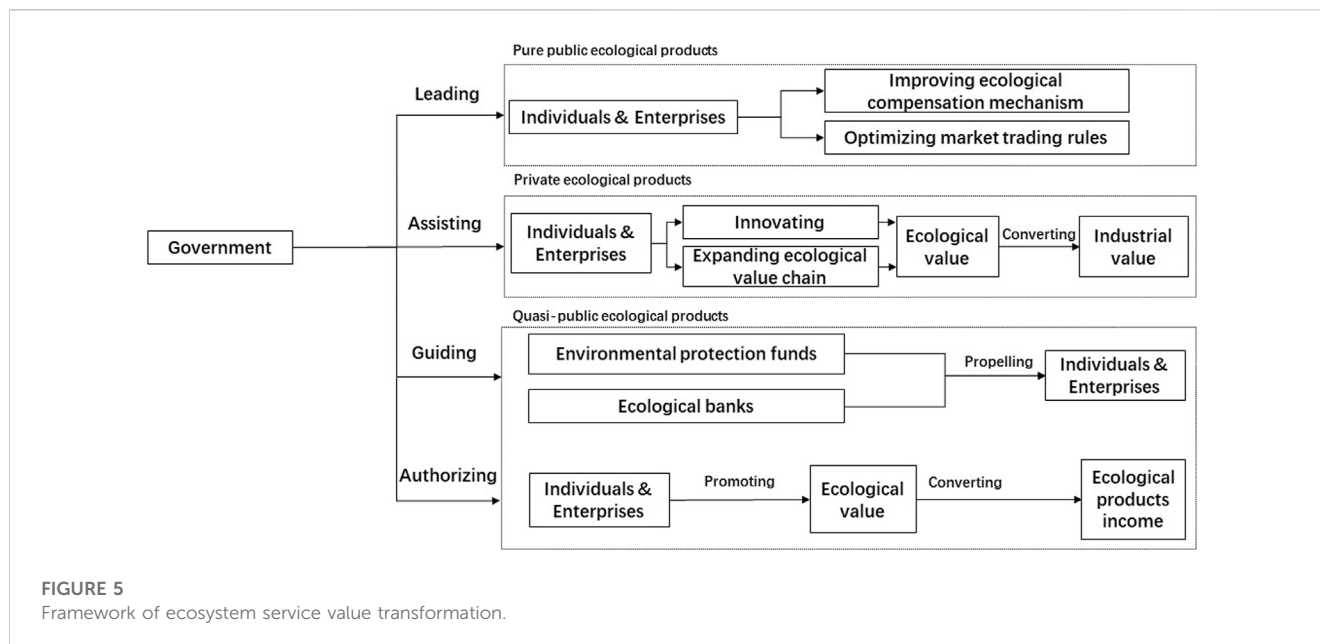 Pure public ecological products
Leading
Individuals & Enterprises
Improving ecological
compensation mechanism
Optimizing market trading rules
Private ecological products
Government
Assisting
Individuals &
Enterprises
Innovating
Expanding ecological
value chain
Ecological
value
Converting
Industrial
value
Quasi-public ecological products
Guiding
Environmental protection funds
Ecological banks
Propelling
Individuals &
Enterprises
Authorizing
Individuals &
Enterprises
Promoting
Ecological
value
Converting
Ecological
products
income
FIGURE 5
Framework of ecosystem service value transformation.